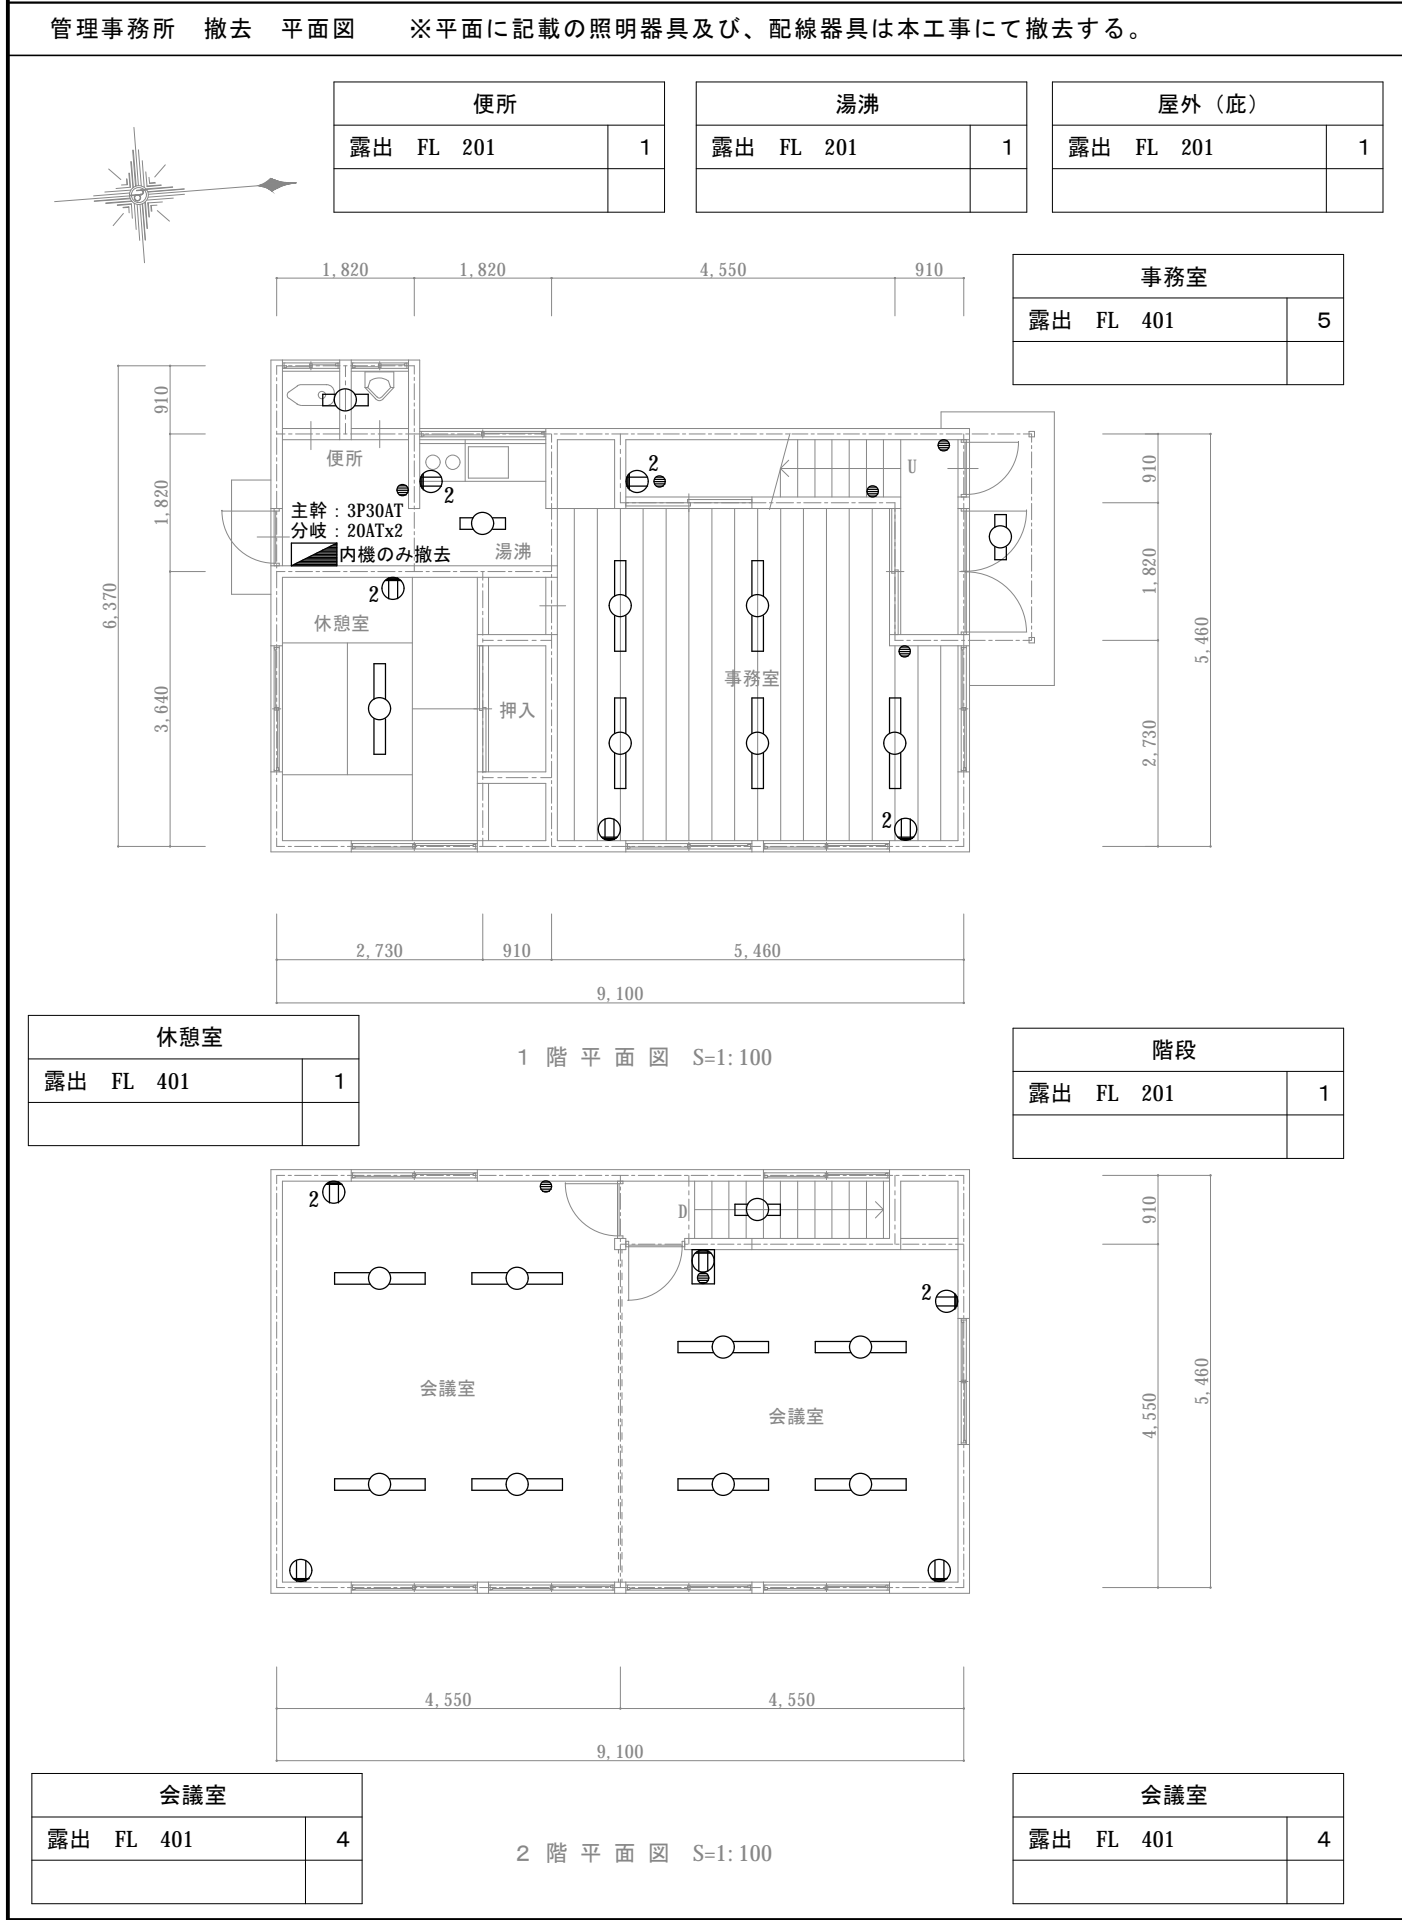 管理事務所　撤去　平面図　　※平面に記載の照明器具及び、配線器具は本工事にて撤去する。
便所
露出　FL　201　1
湯沸
露出　FL　201　1
屋外（庇）
露出　FL　201　1
事務室
露出　FL　401　5
1,820　1,820　4,550　910
910
1,820
3,640
6,370
便所
2
2
U
主幹：3P30AT
分岐：20ATx2
内機のみ撤去
湯沸
2
休憩室
押入
事務室
2
910
1,820
2,730
5,460
2,730　910　5,460
9,100
休憩室
露出　FL　401　1
1階平面図　S=1:100
階段
露出　FL　201　1
2
D
2
会議室
会議室
910
4,550
5,460
4,550　4,550
9,100
会議室
露出　FL　401　4
2階平面図　S=1:100
会議室
露出　FL　401　4